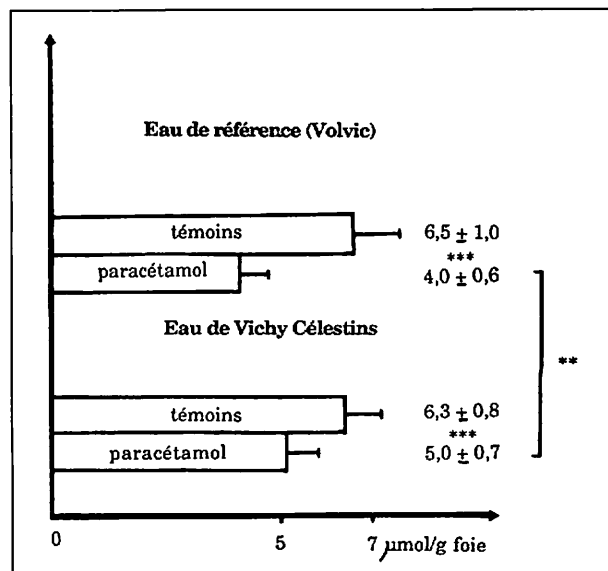 Eau de référence (Volvic)
témoins 6,5 ± 1,0
***
paracétamol 4,0 ± 0,6
Eau de Vichy Célestins
**
témoins 6,3 ± 0,8
***
paracétamol 5,0 ± 0,7
0 5 7 µmol/g foie